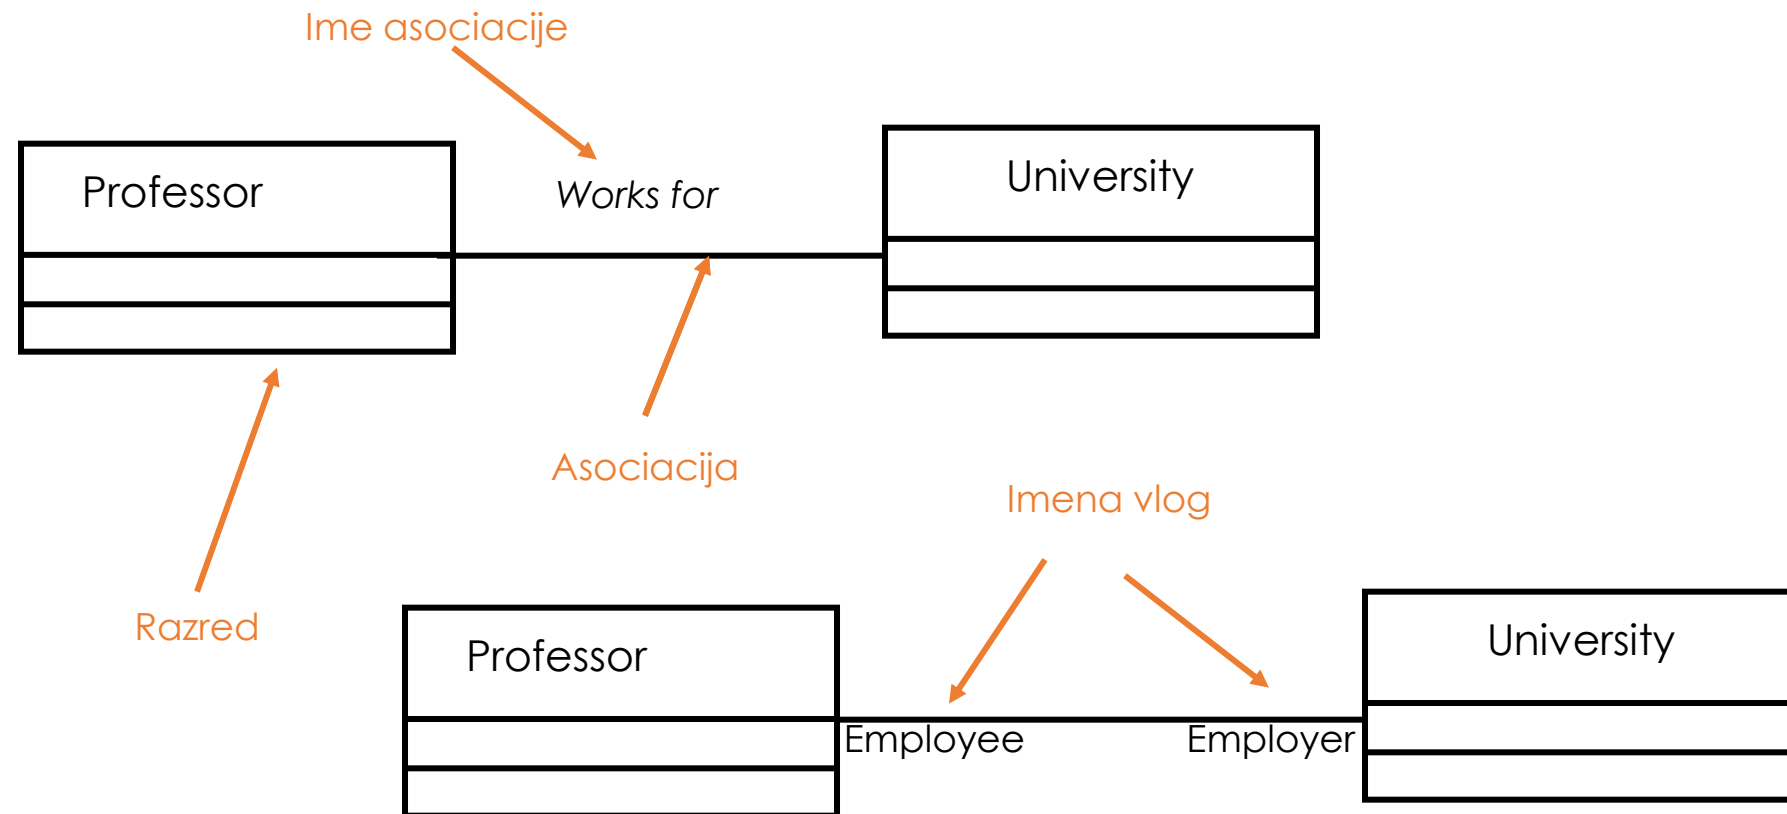 Ime asociacije
Professor
Works for
University
Asociacija
Imena vlog
Razred
Professor
University
Employee
Employer